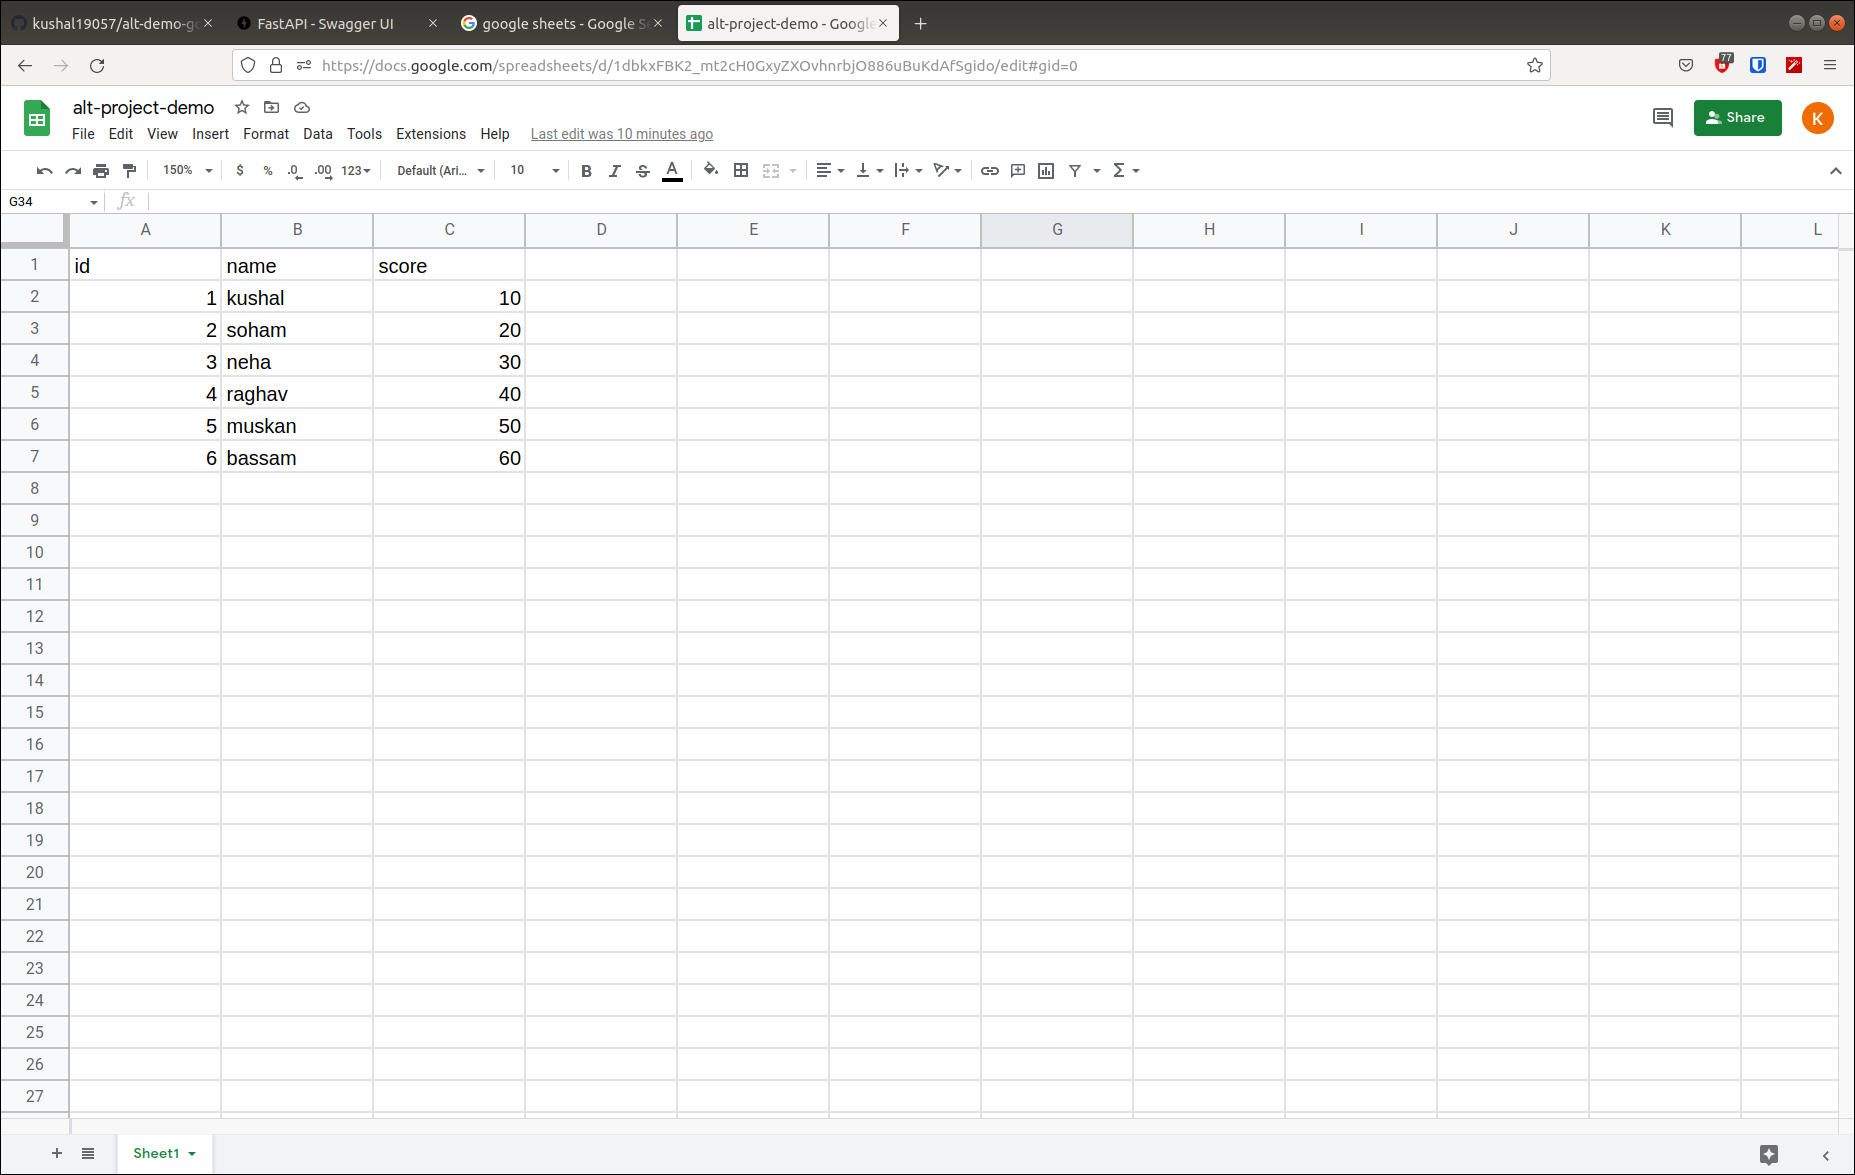 kushal19057/alt-demo-go
FastAPI - Swagger UI
google sheets - Google Se
alt-project-demo - Google
https://docs.google.com/spreadsheets/d/1dbkxFBK2_mt2cH0GxyZXOvhnrbjO886uBuKdAfSgido/edit#gid=0
77
alt-project-demo
File Edit View Insert Format Data Tools Extensions Help Last edit was 10 minutes ago
Share
K
150% $ % .0 .00 123 Default (Ari... 10 B I S A Σ
G34 fx
A B C D E F G H I J K L
1 id name score
2 1 kushal 10
3 2 soham 20
4 3 neha 30
5 4 raghav 40
6 5 muskan 50
7 6 bassam 60
8
9
10
11
12
13
14
15
16
17
18
19
20
21
22
23
24
25
26
27
Sheet1